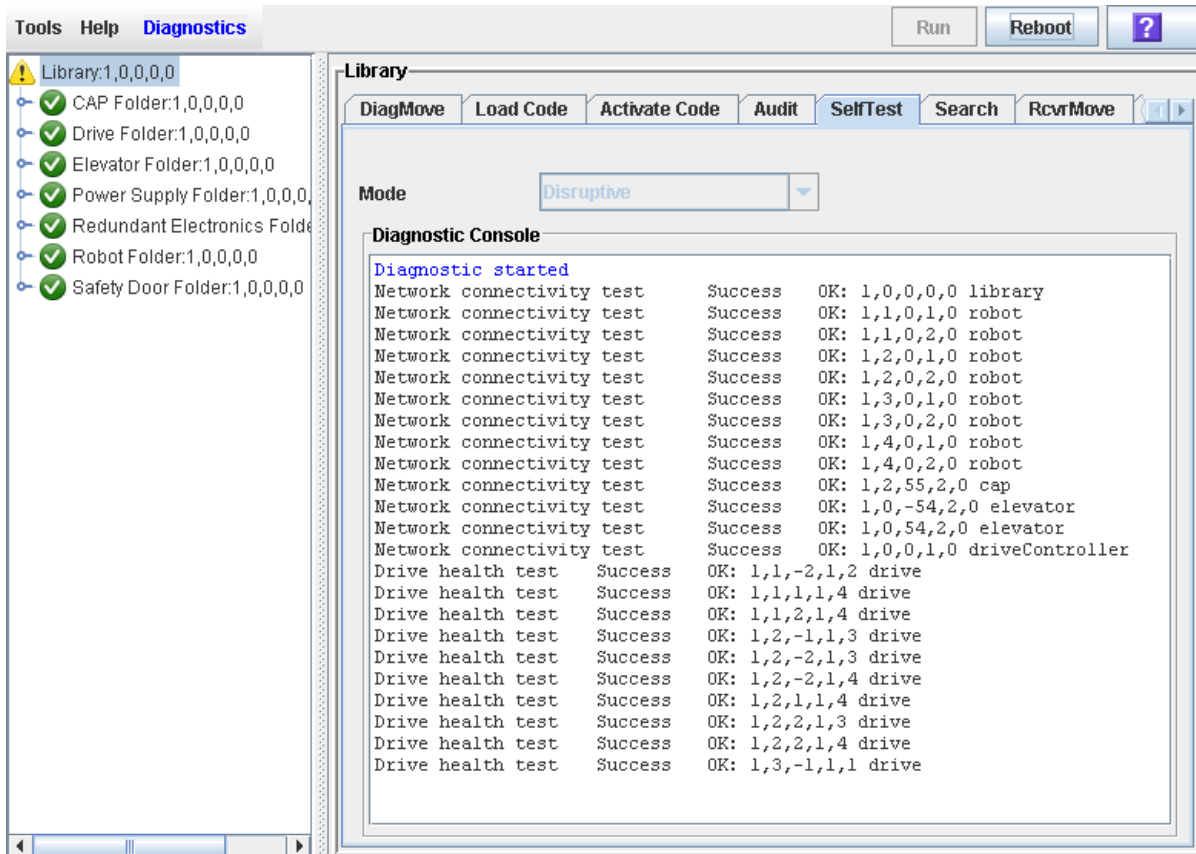 Tools Help Diagnostics
Run Reboot ?
Library:1,0,0,0,0
CAP Folder:1,0,0,0,0
Drive Folder:1,0,0,0,0
Elevator Folder:1,0,0,0,0
Power Supply Folder:1,0,0,0,
Redundant Electronics Folde
Robot Folder:1,0,0,0,0
Safety Door Folder:1,0,0,0,0
Library
DiagMove Load Code Activate Code Audit SelfTest Search RcvrMove
Mode Disruptive
Diagnostic Console
Diagnostic started
Network connectivity test Success OK: 1,0,0,0,0 library
Network connectivity test Success OK: 1,1,0,1,0 robot
Network connectivity test Success OK: 1,1,0,2,0 robot
Network connectivity test Success OK: 1,2,0,1,0 robot
Network connectivity test Success OK: 1,2,0,2,0 robot
Network connectivity test Success OK: 1,3,0,1,0 robot
Network connectivity test Success OK: 1,3,0,2,0 robot
Network connectivity test Success OK: 1,4,0,1,0 robot
Network connectivity test Success OK: 1,4,0,2,0 robot
Network connectivity test Success OK: 1,2,55,2,0 cap
Network connectivity test Success OK: 1,0,-54,2,0 elevator
Network connectivity test Success OK: 1,0,54,2,0 elevator
Network connectivity test Success OK: 1,0,0,1,0 driveController
Drive health test Success OK: 1,1,-2,1,2 drive
Drive health test Success OK: 1,1,1,1,4 drive
Drive health test Success OK: 1,1,2,1,4 drive
Drive health test Success OK: 1,2,-1,1,3 drive
Drive health test Success OK: 1,2,-2,1,3 drive
Drive health test Success OK: 1,2,-2,1,4 drive
Drive health test Success OK: 1,2,1,1,4 drive
Drive health test Success OK: 1,2,2,1,3 drive
Drive health test Success OK: 1,2,2,1,4 drive
Drive health test Success OK: 1,3,-1,1,1 drive